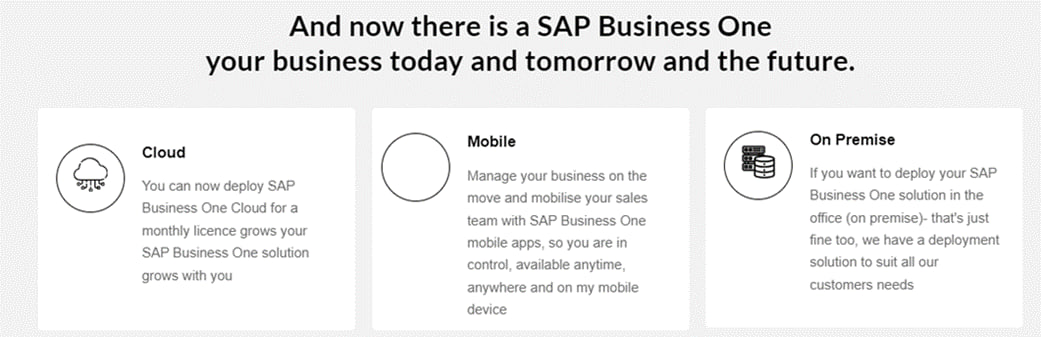 And now there is a SAP Business One
your business today and tomorrow and the future.
Cloud
You can now deploy SAP
Business One Cloud for a
monthly licence grows your
SAP Business One solution
grows with you
Mobile
Manage your business on the
move and mobilise your sales
team with SAP Business One
mobile apps, so you are in
control, available anytime,
anywhere and on my mobile
device
On Premise
If you want to deploy your SAP
Business One solution in the
office (on premise)- that's just
fine too, we have a deployment
solution to suit all our
customers needs